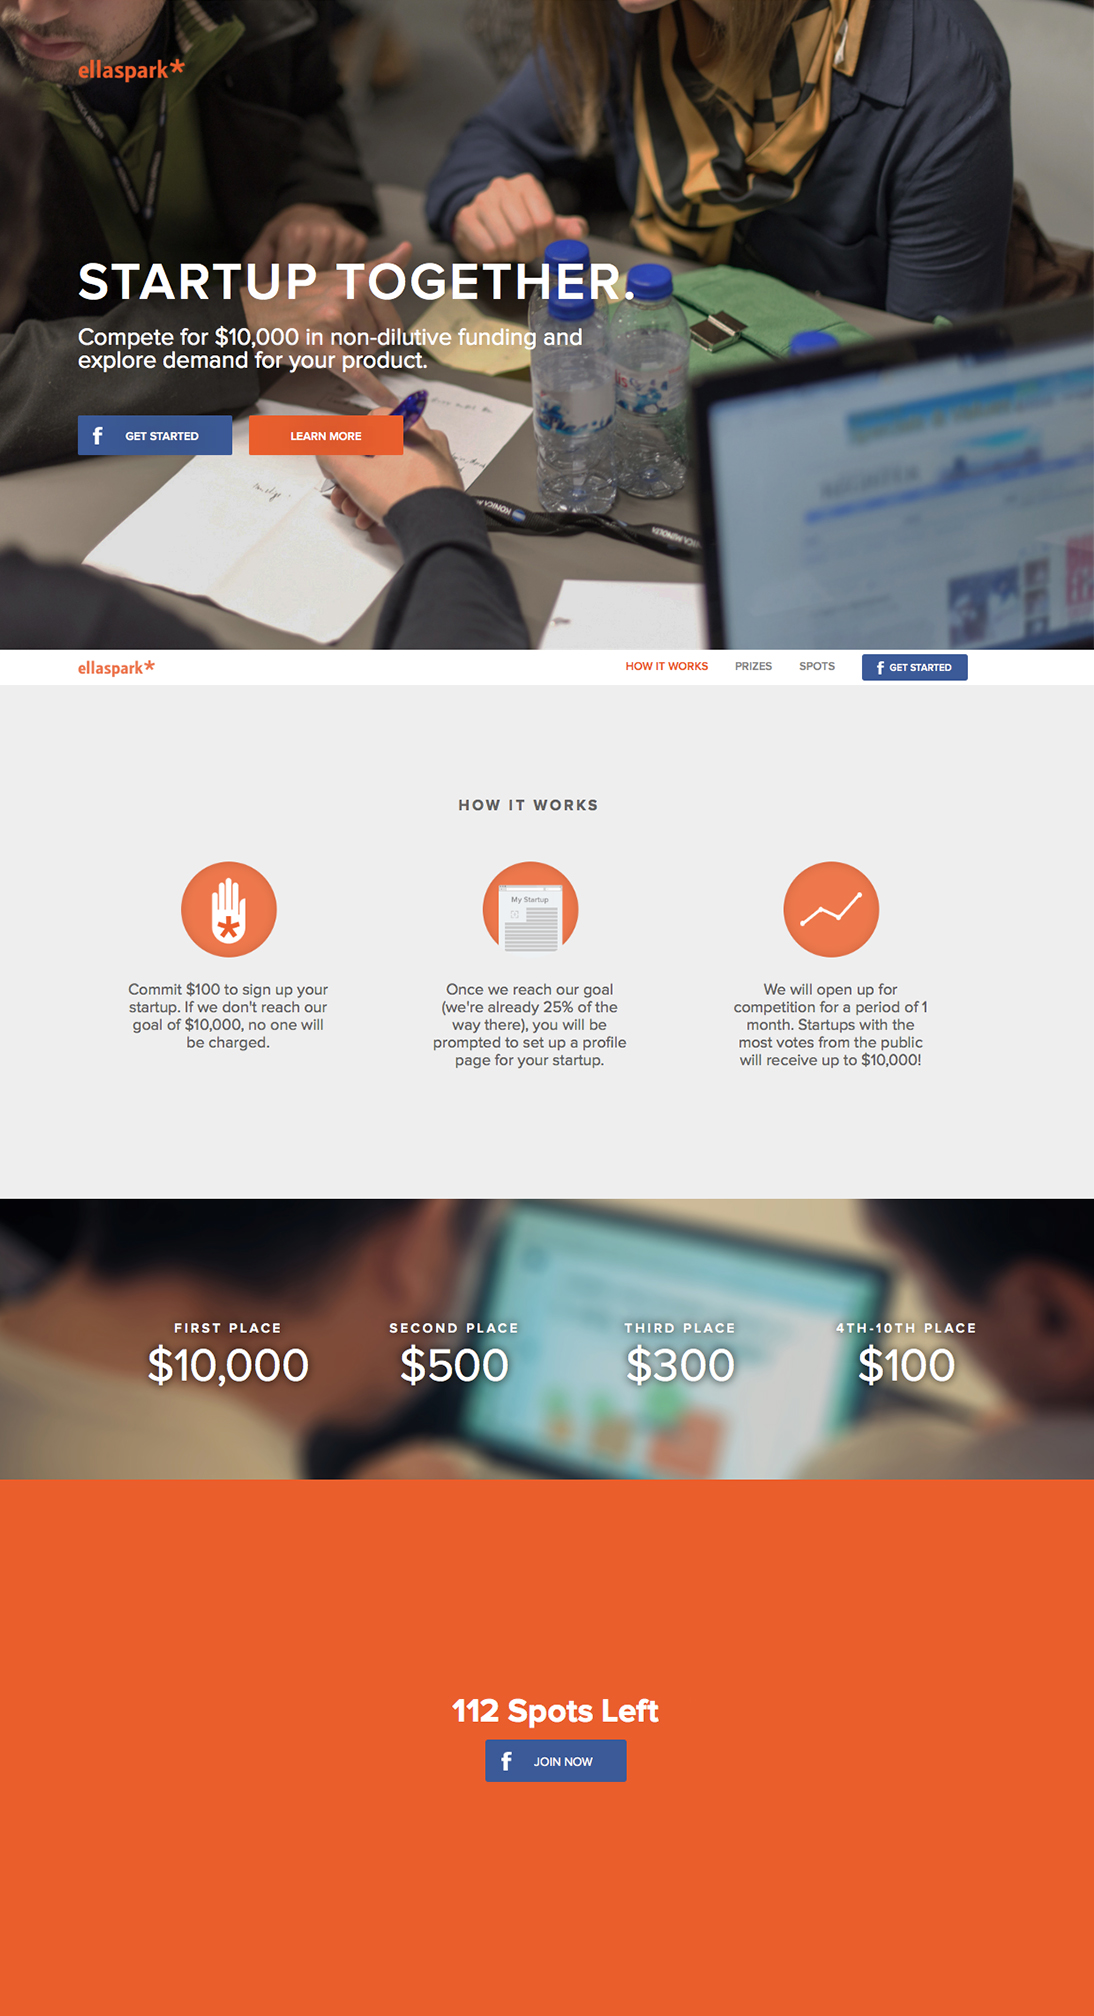 ellaspark*
STARTUP TOGETHER.
Compete for $10,000 in non-dilutive funding and
explore demand for your product.
f GET STARTED
LEARN MORE
KONICA MINOLTA
ellaspark*
HOW IT WORKS
PRIZES
SPOTS
f GET STARTED
HOW IT WORKS
My Startup
Commit $100 to sign up your
startup. If we don't reach our
goal of $10,000, no one will
be charged.
Once we reach our goal
(we're already 25% of the
way there), you will be
prompted to set up a profile
page for your startup.
We will open up for
competition for a period of 1
month. Startups with the
most votes from the public
will receive up to $10,000!
FIRST PLACE
$10,000
SECOND PLACE
$500
THIRD PLACE
$300
4TH-10TH PLACE
$100
112 Spots Left
f JOIN NOW